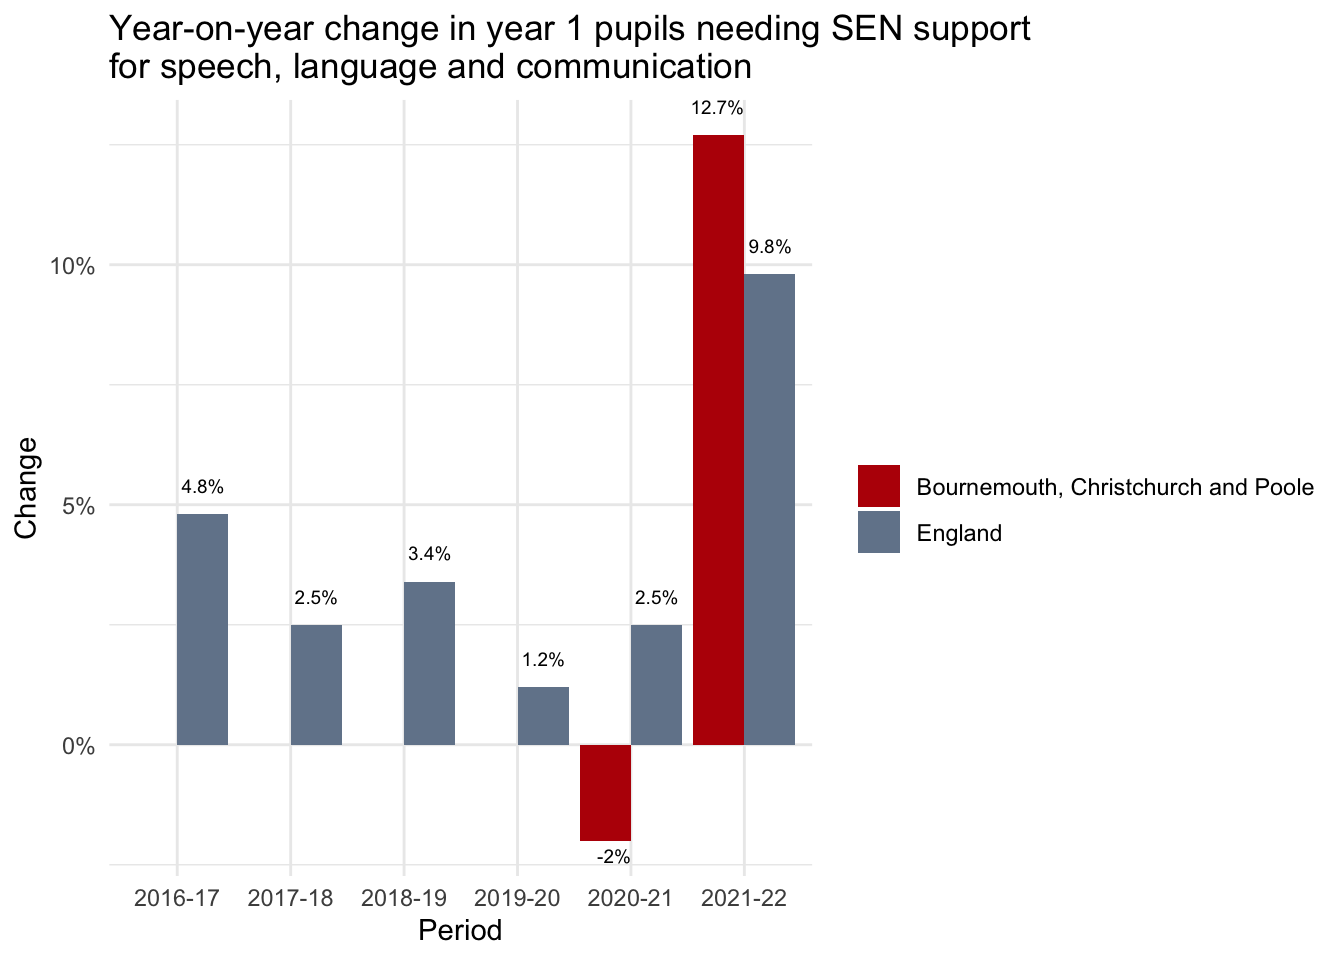 Year-on-year change in year 1 pupils needing SEN support
for speech, language and communication
12.7%
9.8%
10%
4.8%
5%
3.4%
2.5%
2.5%
1.2%
0%
-2%
Change
Bournemouth, Christchurch and Poole
England
2016-17 2017-18 2018-19 2019-20 2020-21 2021-22
Period